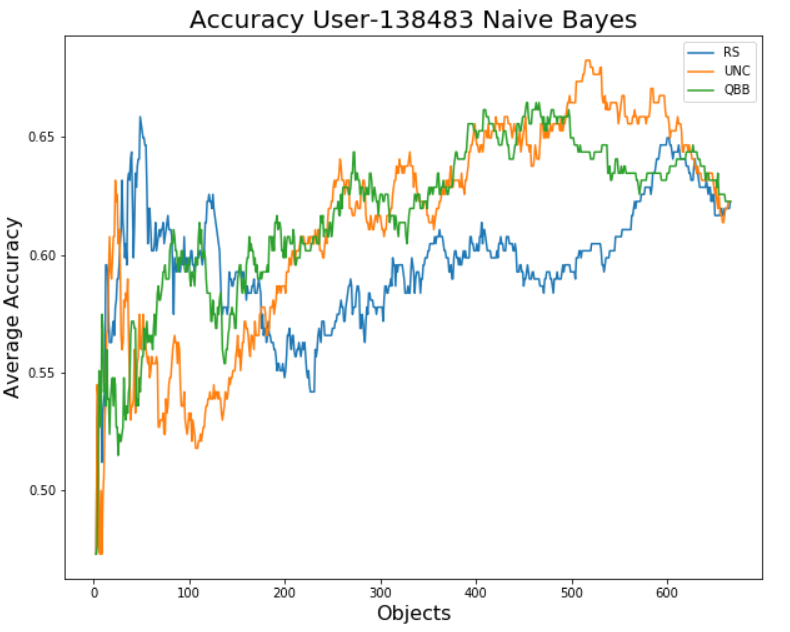 Accuracy User-138483 Naive Bayes
RS
UNC
QBB
Average Accuracy
0.65
0.60
0.55
0.50
0 100 200 300 400 500 600
Objects